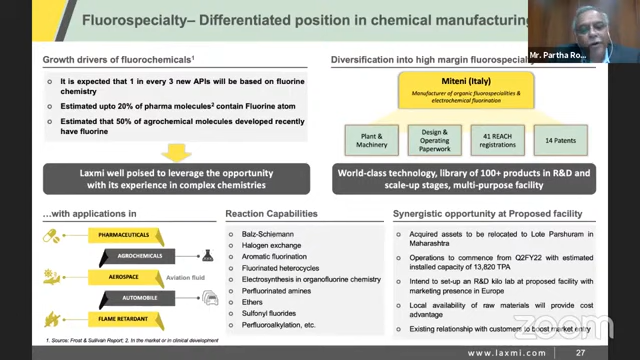 Fluorospecialty– Differentiated position in chemical manufacturing
Mr. Partha Ro...
Growth drivers of fluorochemicals1
It is expected that 1 in every 3 new APIs will be based on fluorine
chemistry
Estimated upto 20% of pharma molecules2 contain Fluorine atom
Estimated that 50% of agrochemical molecules developed recently
have fluorine
Laxmi well poised to leverage the opportunity
with its experience in complex chemistries
Diversification into high margin fluorospecialty
Miteni (Italy)
Manufacturer of organic fluorospecialities &
electrochemical fluorination
Plant &
Machinery
Design &
Operating
Paperwork
41 REACH
registrations
14 Patents
World-class technology, library of 100+ products in R&D and
scale-up stages, multi-purpose facility
...with applications in
PHARMACEUTICALS
AGROCHEMICALS
AEROSPACE
Aviation fluid
AUTOMOBILE
FLAME RETARDANT
Reaction Capabilities
Balz-Schiemann
Halogen exchange
Aromatic fluorination
Fluorinated heterocycles
Electrosynthesis in organofluorine chemistry
Perfluorinated amines
Ethers
Sulfonyl fluorides
Perfluoroalkylation, etc.
Synergistic opportunity at Proposed facility
Acquired assets to be relocated to Lote Parshuram in
Maharashtra
Operations to commence from Q2FY22 with estimated
installed capacity of 13,820 TPA
Intend to set-up an R&D kilo lab at proposed facility with
marketing presence in Europe
Local availability of raw materials will provide cost
advantage
Existing relationship with customers to boost market entry
zoom
1. Source: Frost & Sullivan Report 2. In the market or in clinical development
www.laxmi.com
27